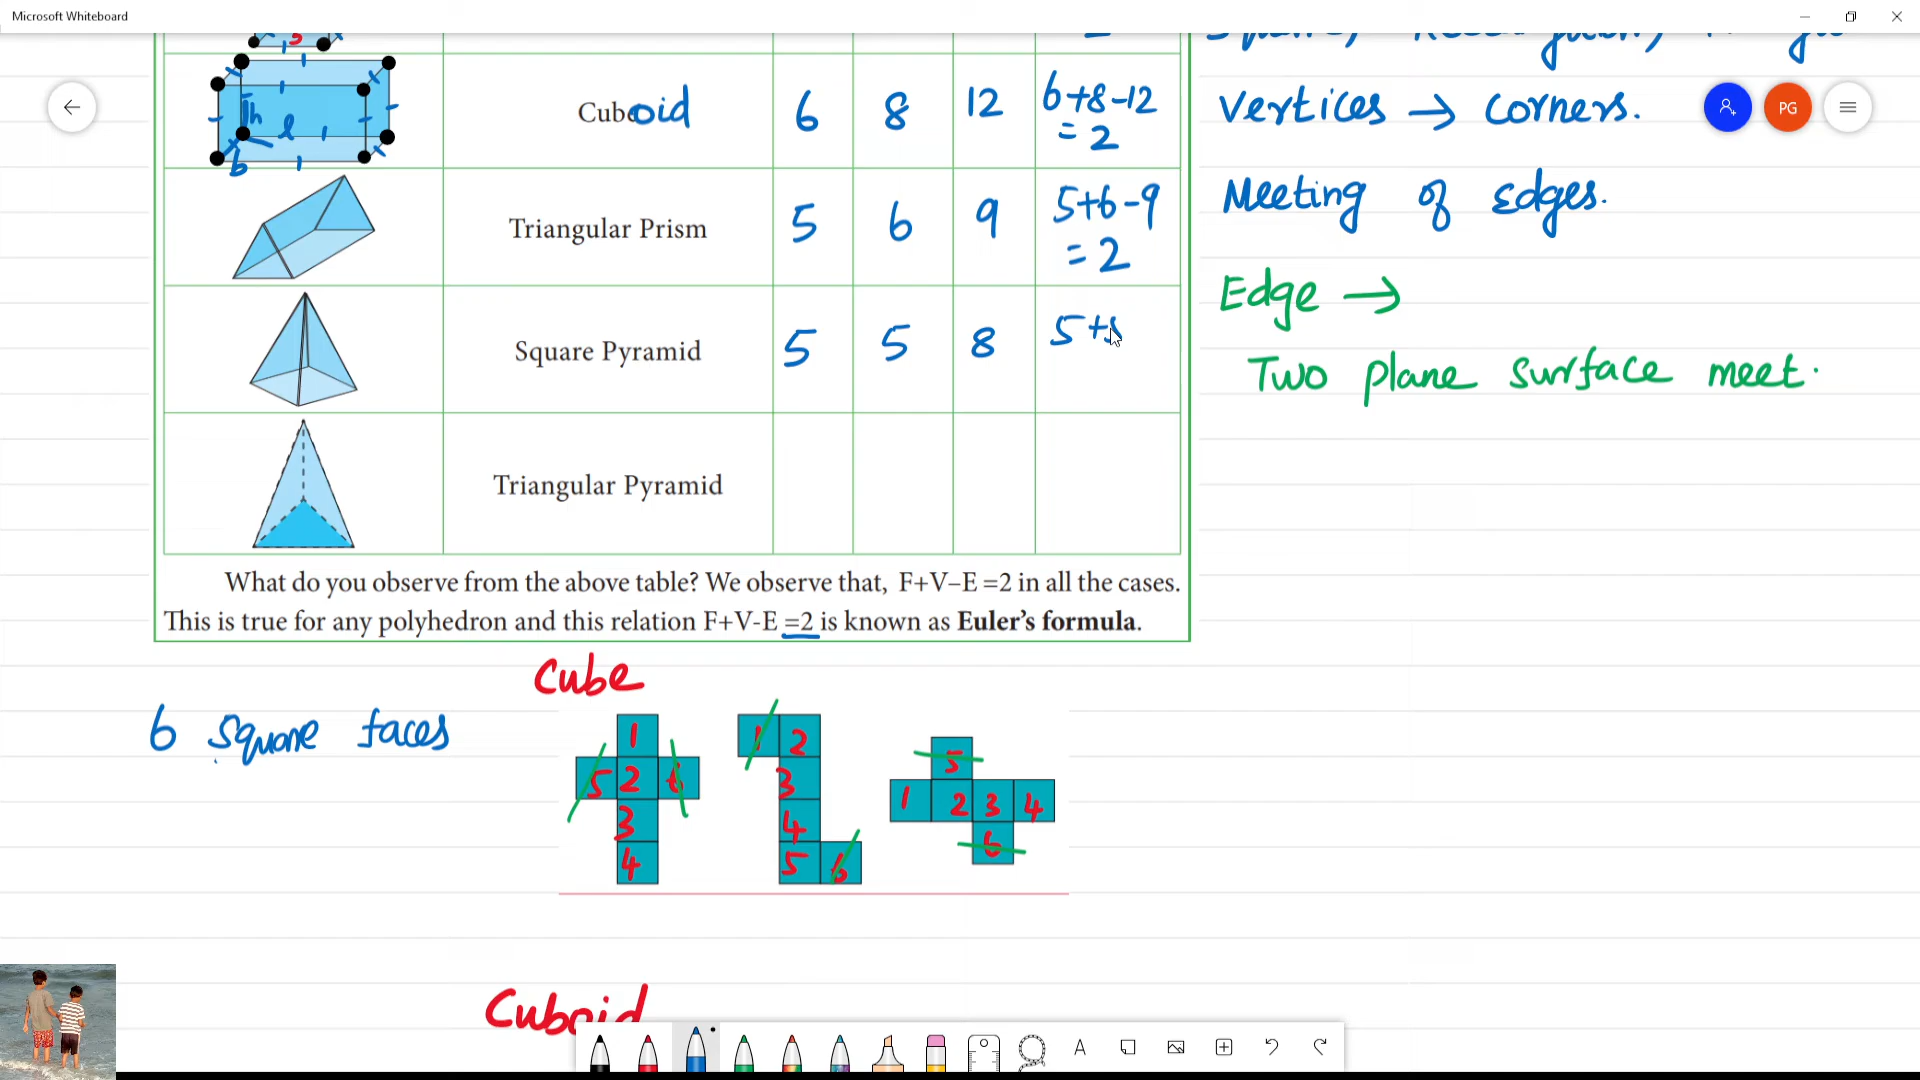 Microsoft Whiteboard
Cuboid 6 8 12 6+8-12
= 2
Triangular Prism 5 6 9 5+6-9
= 2
Square Pyramid 5 5 8 5+
Triangular Pyramid
What do you observe from the above table? We observe that, F+V–E =2 in all the cases.
This is true for any polyhedron and this relation F+V-E =2 is known as Euler's formula.
h
l
b
vertices → corners.
PG
Meeting of Edges.
Edge →
Two plane surface meet.
Cube
6 square faces
1
5 2 6
3
4
1 2
3
4
5 6
5
1 2 3 4
6
Cuboid
A